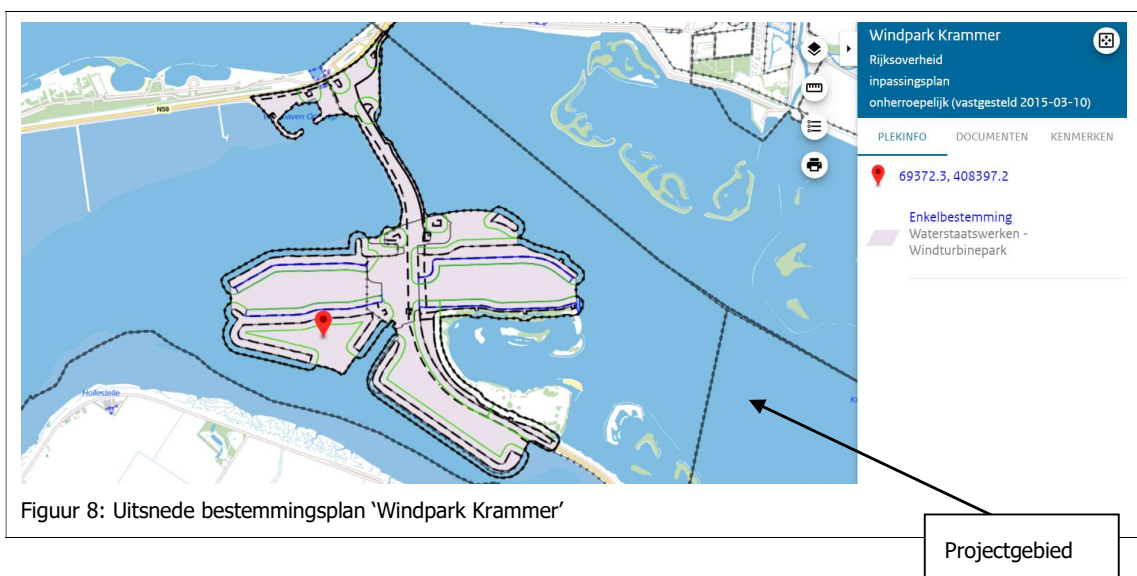 Windpark Krammer
Rijksoverheid
inpassingsplan
onherroepelijk (vastgesteld 2015-03-10)
PLEKINFO DOCUMENTEN KENMERKEN
69372.3, 408397.2
Enkelbestemming
Waterstaatswerken -
Windturbinepark
N59
Hollestelle
Figuur 8: Uitsnede bestemmingsplan ‘Windpark Krammer’
Projectgebied